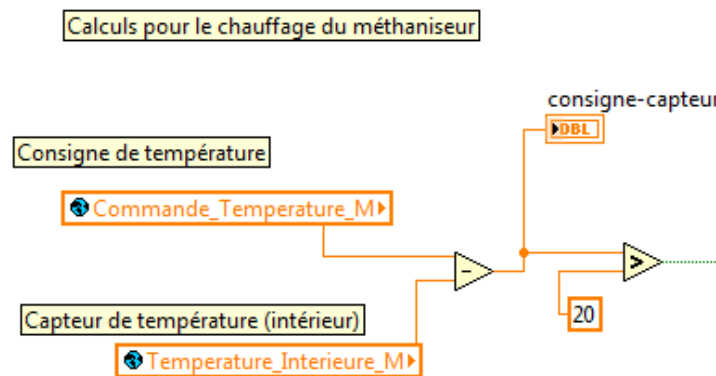 Calculs pour le chauffage du méthaniseur
consigne-capteur
DBL
Consigne de température
Commande_Temperature_M
-
>
20
Capteur de température (intérieur)
Temperature_Interieure_M